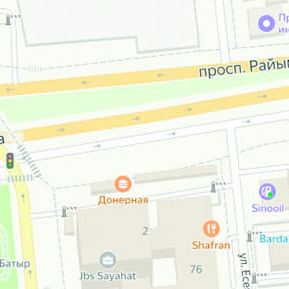 просп. Райым
Донерная
2
Sinooil
Shafran
Barda
ул. Есе
Батыр
76
Jbs Sayahat